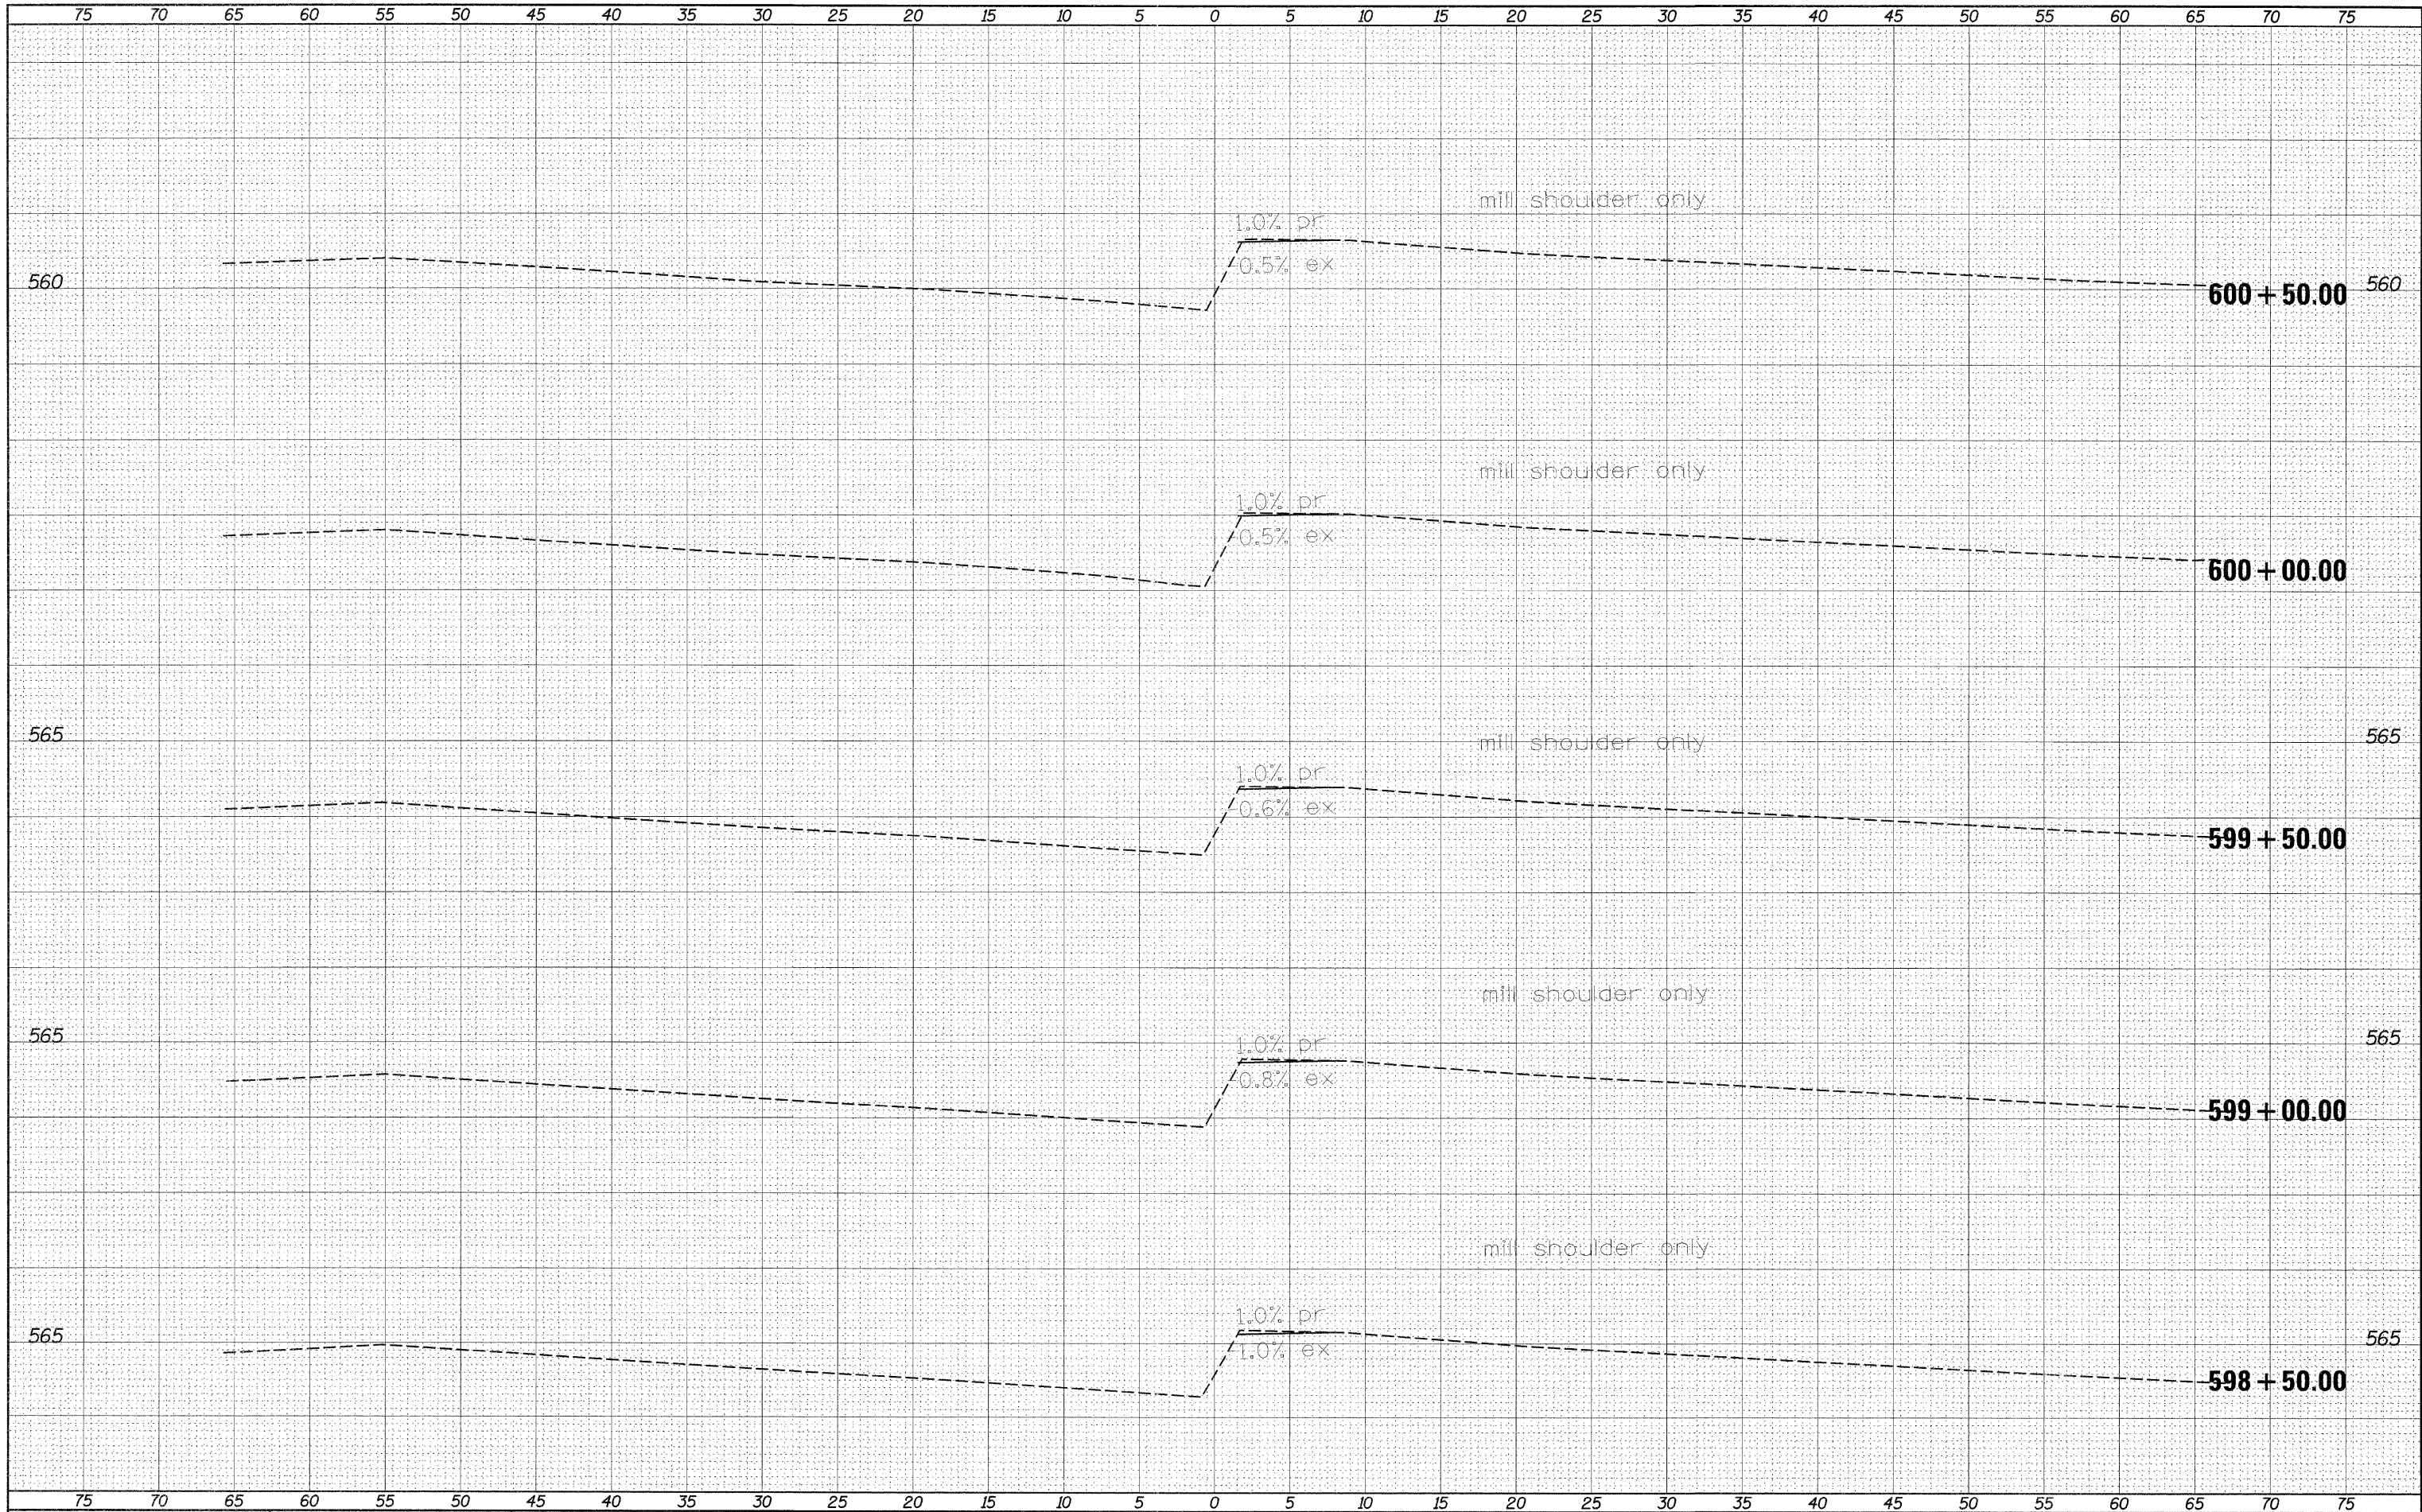 75 70 65 55 50 45 40 35 30 25 20 15 10 5 0 5 10 15 20 25 30 35 40 45 50 55 60 65 70 75
mill shoulder only
1.0% pr
-0.5% ex
560
560
600 + 50.00
mill shoulder only
1.0% pr
-0.5% ex
600 + 00.00
565
565
mill shoulder only
1.0% pr
-0.6% ex
599 + 50.00
mill shoulder only
565
565
1.0% pr
-0.8% ex
599 + 00.00
mill shoulder only
1.0% pr
565
565
-1.0% ex
598 + 50.00
75 70 65 60 55 50 45 40 35 30 25 20 15 10 5 0 5 10 15 20 25 30 35 40 45 50 55 60 65 70 75